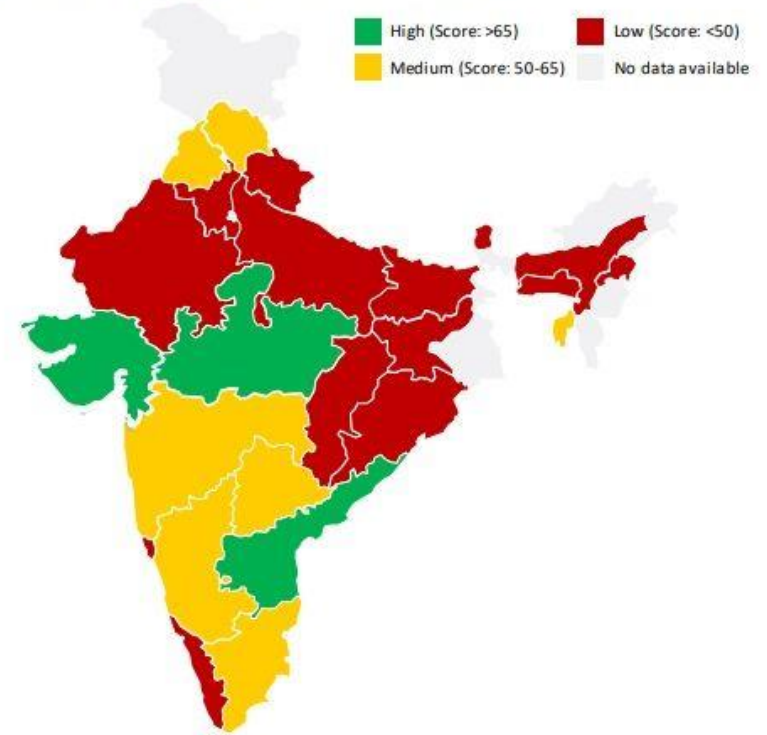 High (Score: >65)
Low (Score: <50)
Medium (Score: 50-65)
No data available